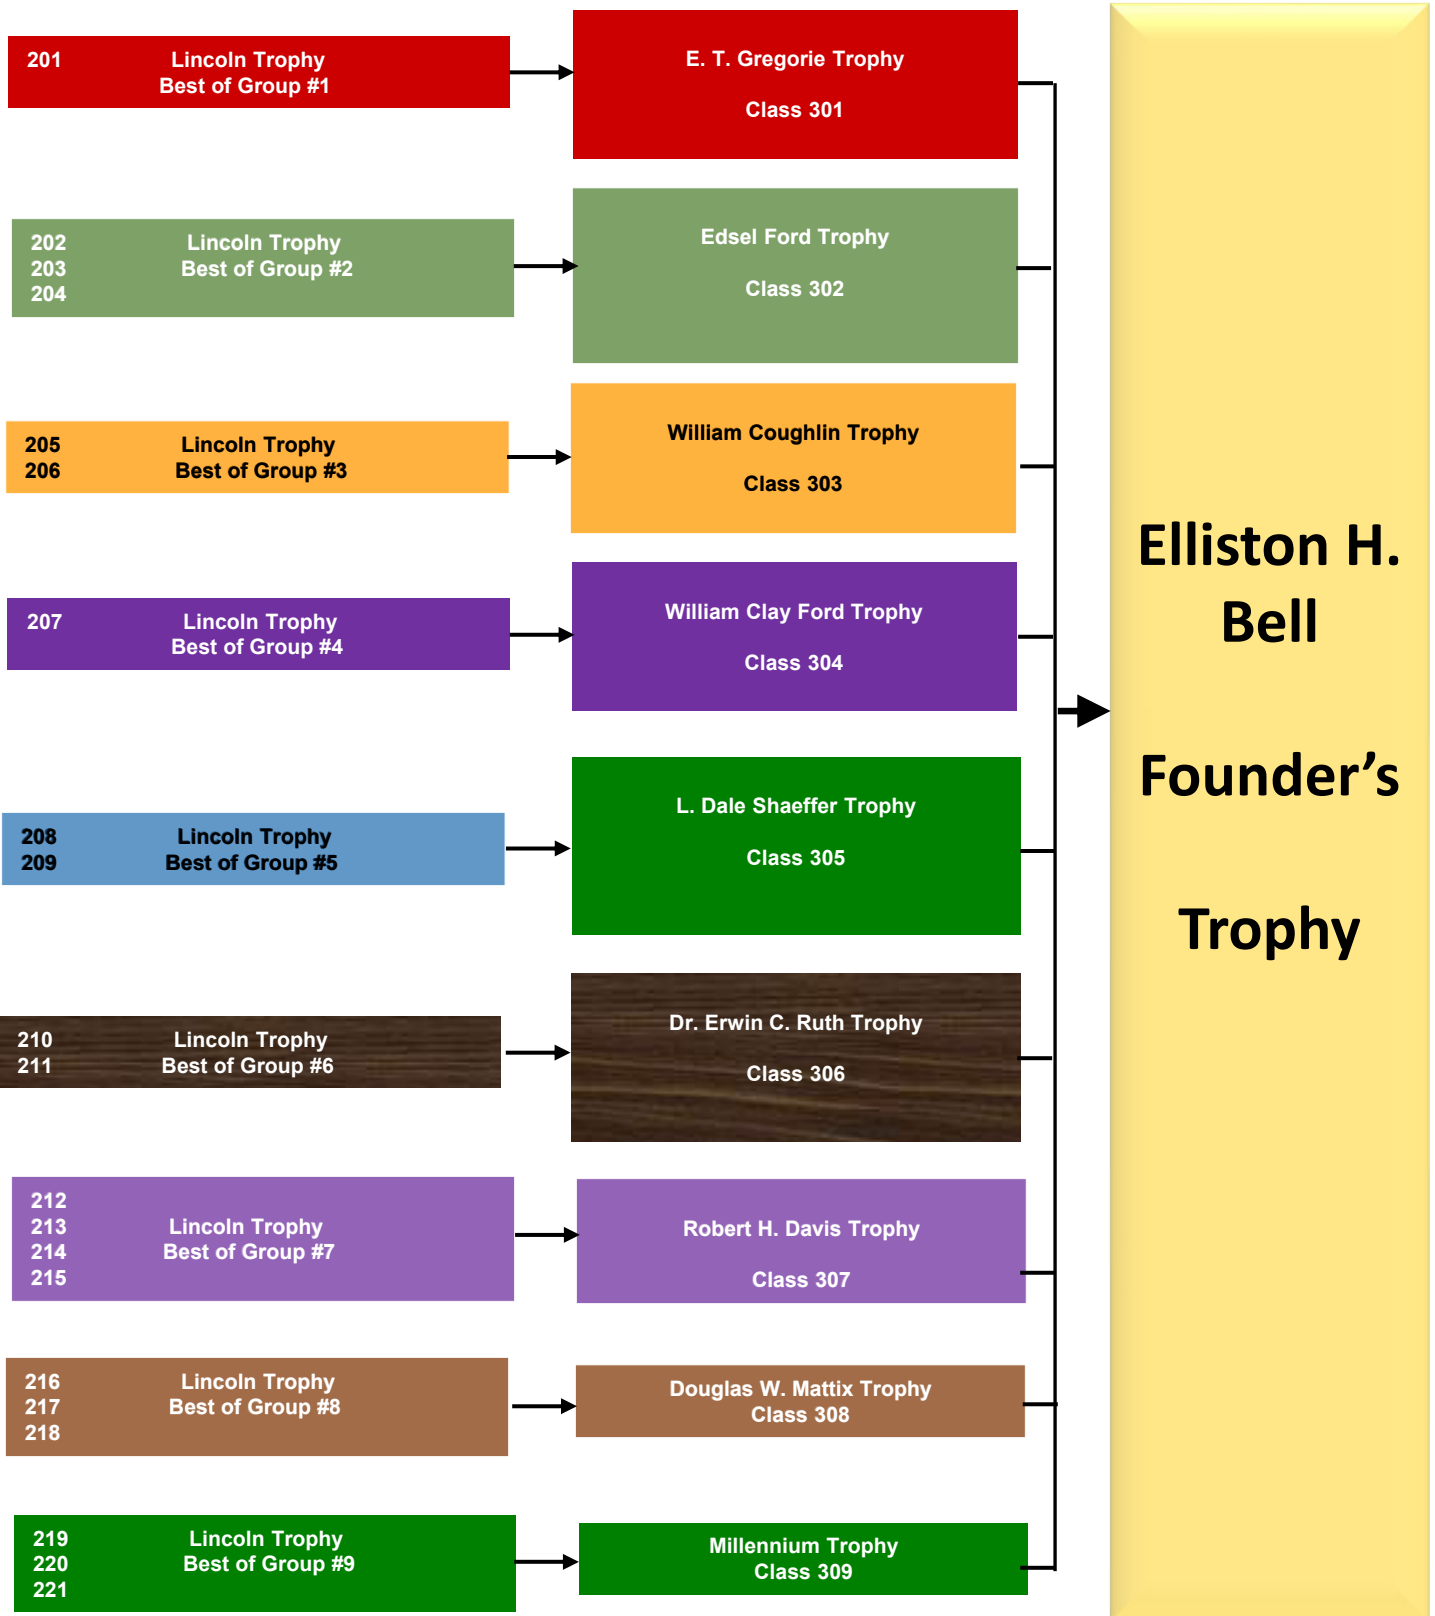 201 Lincoln Trophy
Best of Group #1
E. T. Gregorie Trophy
Class 301
202 Lincoln Trophy
203 Best of Group #2
204
Edsel Ford Trophy
Class 302
205 Lincoln Trophy
206 Best of Group #3
William Coughlin Trophy
Class 303
207 Lincoln Trophy
Best of Group #4
William Clay Ford Trophy
Class 304
208 Lincoln Trophy
209 Best of Group #5
L. Dale Shaeffer Trophy
Class 305
210 Lincoln Trophy
211 Best of Group #6
Dr. Erwin C. Ruth Trophy
Class 306
212
213 Lincoln Trophy
214 Best of Group #7
215
Robert H. Davis Trophy
Class 307
216 Lincoln Trophy
217 Best of Group #8
218
Douglas W. Mattix Trophy
Class 308
219 Lincoln Trophy
220 Best of Group #9
221
Millennium Trophy
Class 309
Elliston H.
Bell
Founder’s
Trophy